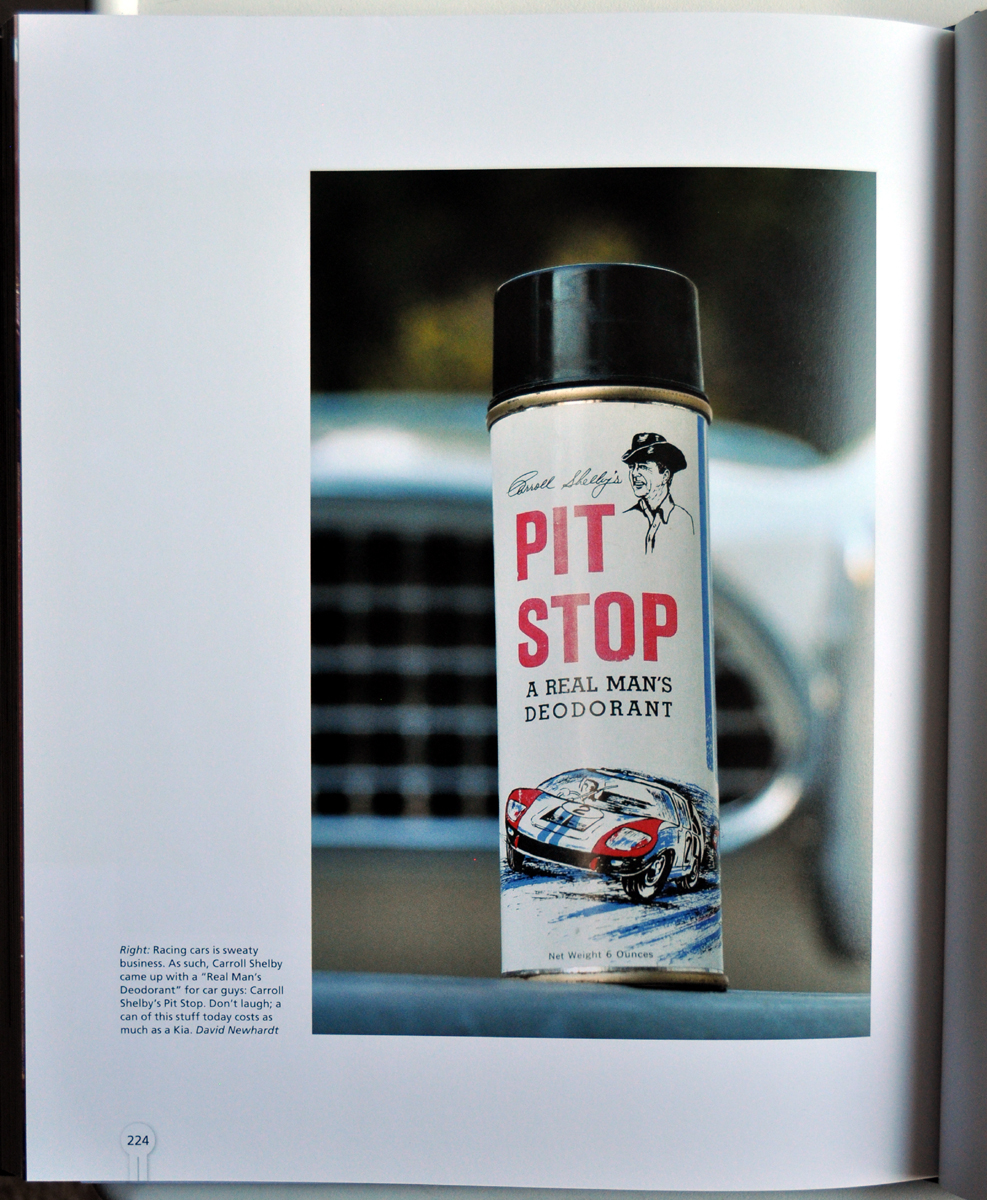 Carroll Shelby's
PIT
STOP
A REAL MAN'S
DEODORANT
2
2
Net Weight 6 Ounces
Right: Racing cars is sweaty
business. As such, Carroll Shelby
came up with a “Real Man’s
Deodorant” for car guys: Carroll
Shelby’s Pit Stop. Don’t laugh; a
can of this stuff today costs as
much as a Kia. David Newhardt
224